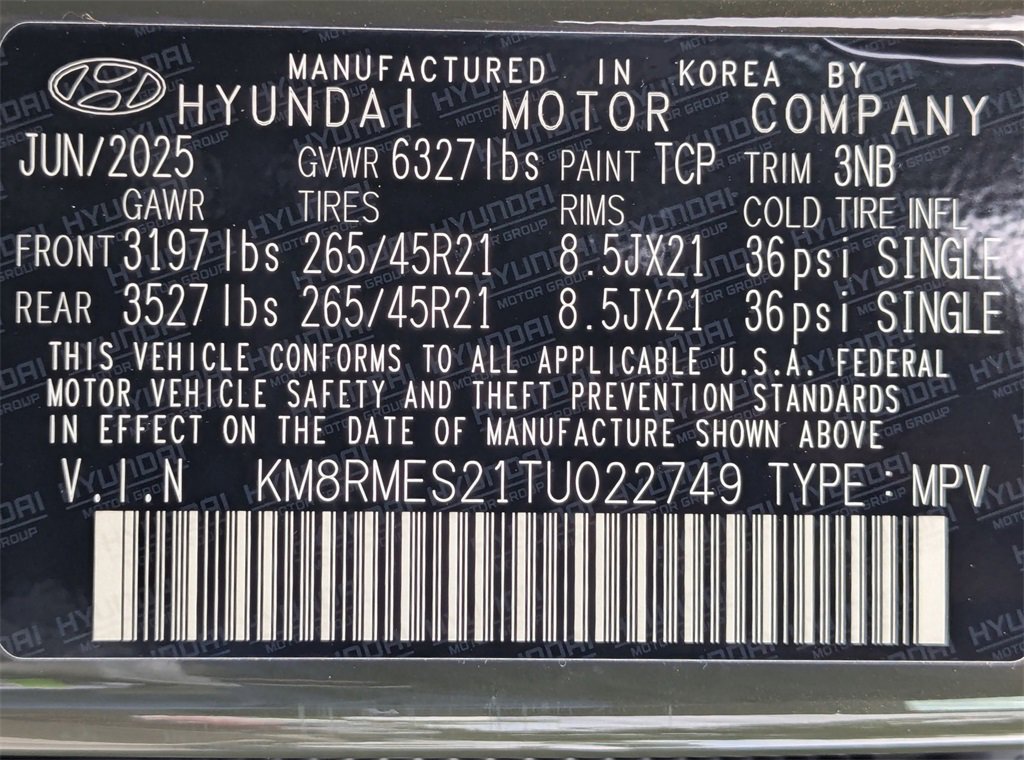 MANUFACTURED IN KOREA BY
HYUNDAI MOTOR COMPANY
JUN/2025 GVWR 6327lbs PAINT TCP TRIM 3NB
GAWR TIRES RIMS COLD TIRE INFL
FRONT 3197lbs 265/45R21 8.5JX21 36psi SINGLE
REAR 3527lbs 265/45R21 8.5JX21 36psi SINGLE
THIS VEHICLE CONFORMS TO ALL APPLICABLE U.S.A. FEDERAL
MOTOR VEHICLE SAFETY AND THEFT PREVENTION STANDARDS
IN EFFECT ON THE DATE OF MANUFACTURE SHOWN ABOVE
V.I.N KM8RMES21TU022749 TYPE : MPV
HYUNDAI
MOTOR GROUP